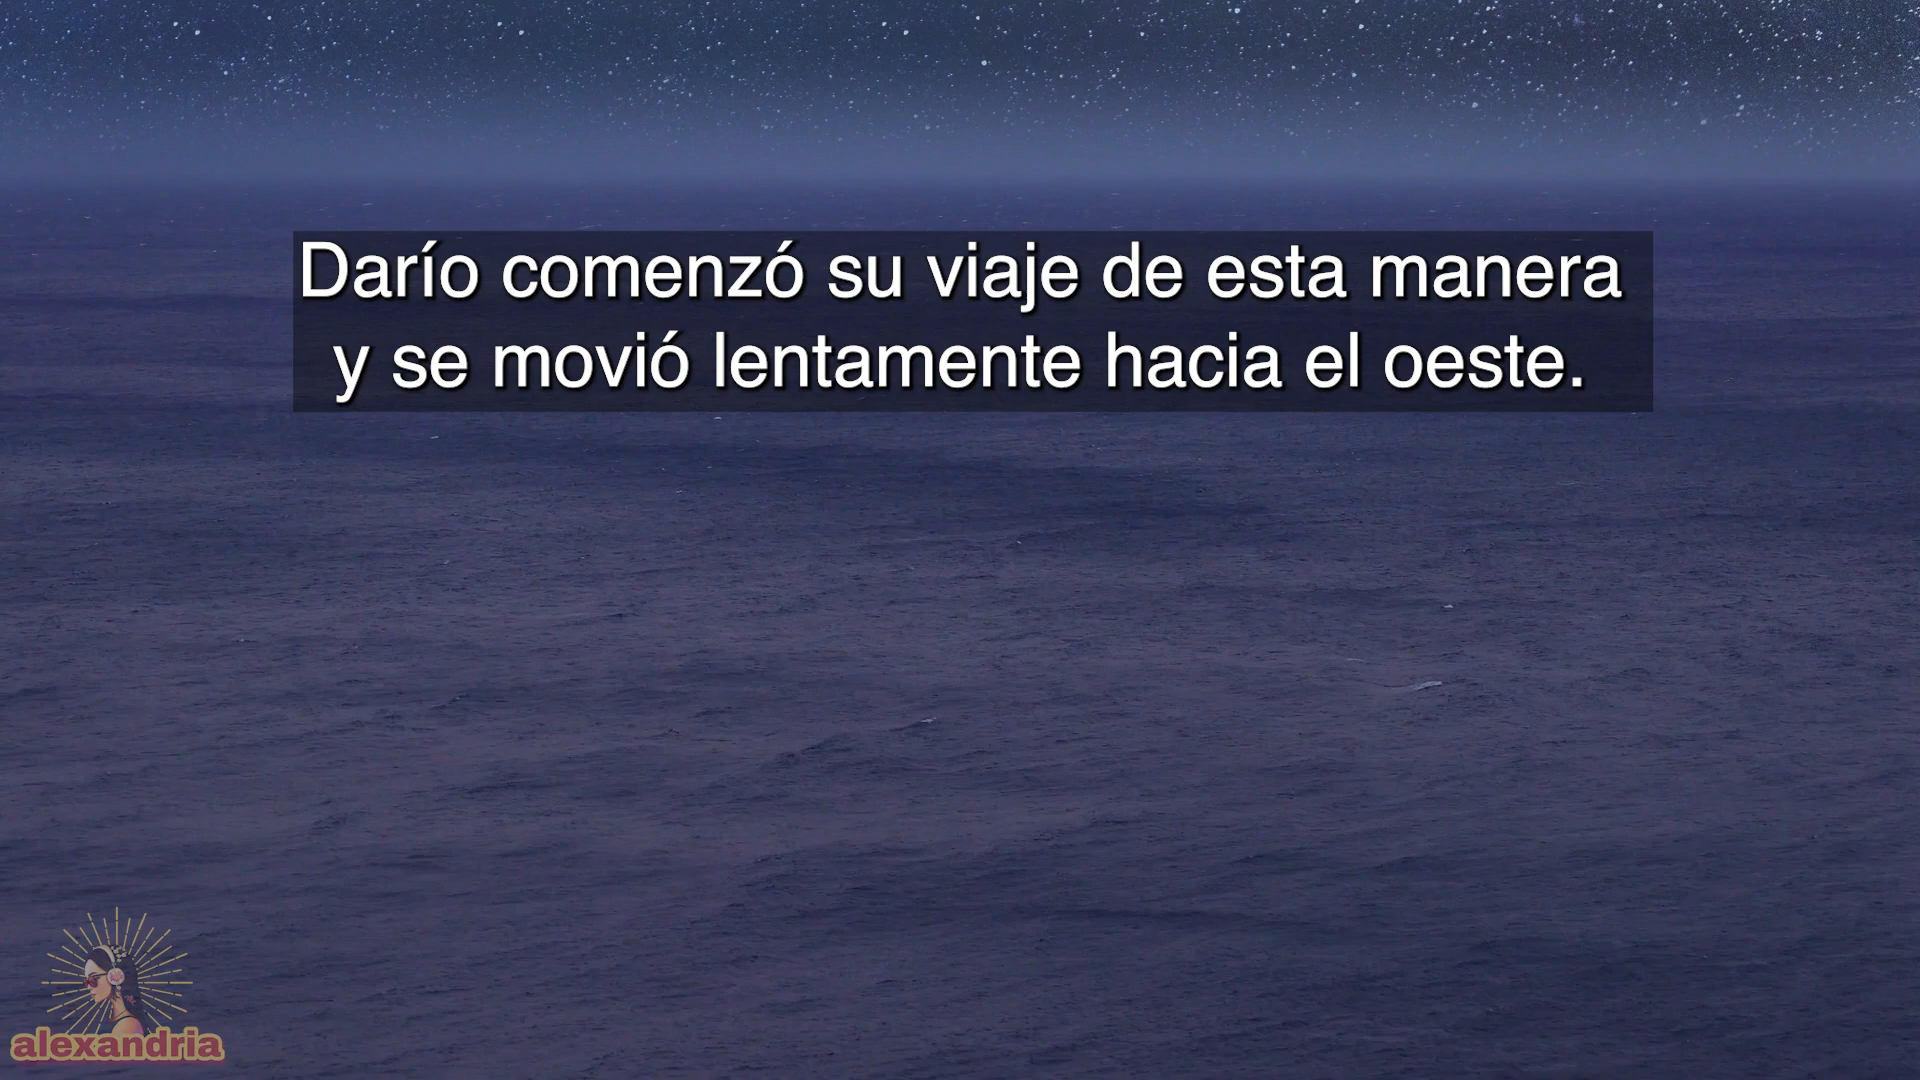 Darío comenzó su viaje de esta manera
y se movió lentamente hacia el oeste.
alexandria